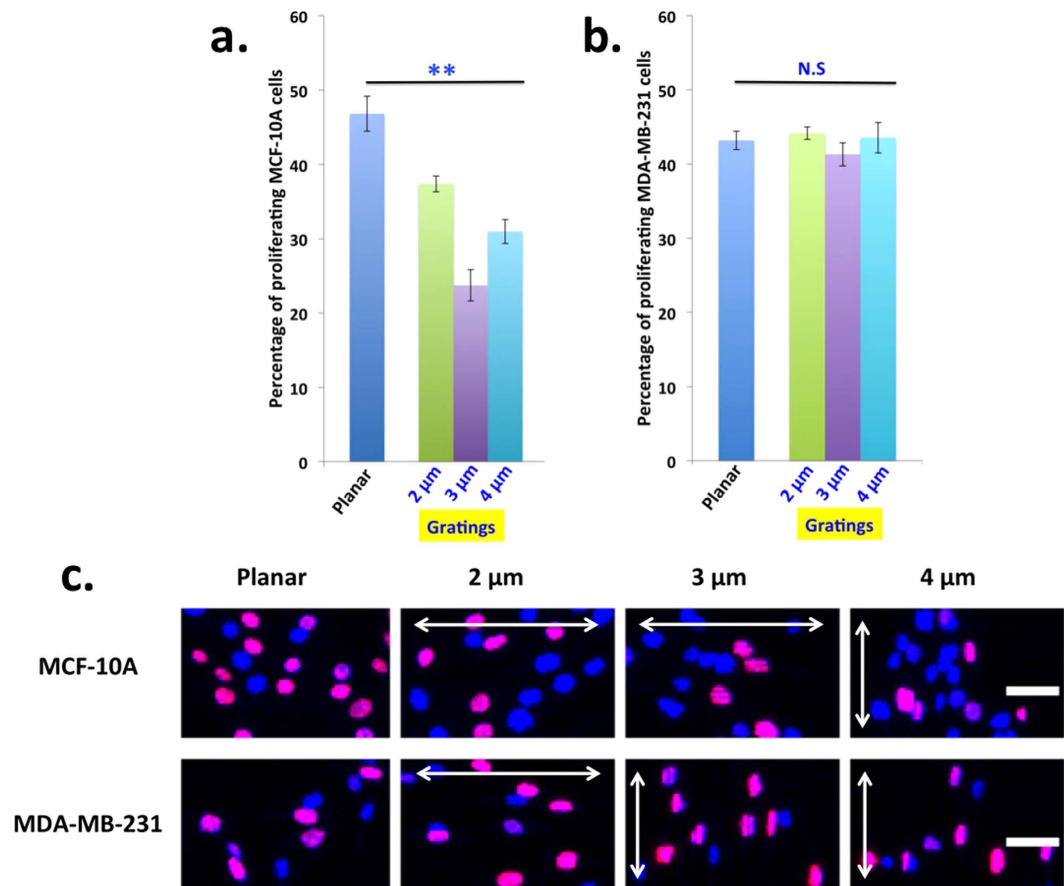 a.
Percentage of proliferating MCF-10A cells
60
50
40
30
20
10
0
**
Planar
2 μm
3 μm
4 μm
Gratings
b.
Percentage of proliferating MDA-MB-231 cells
60
50
40
30
20
10
0
N.S
Planar
2 μm
3 μm
4 μm
Gratings
c.
Planar
2 μm
3 μm
4 μm
MCF-10A
MDA-MB-231